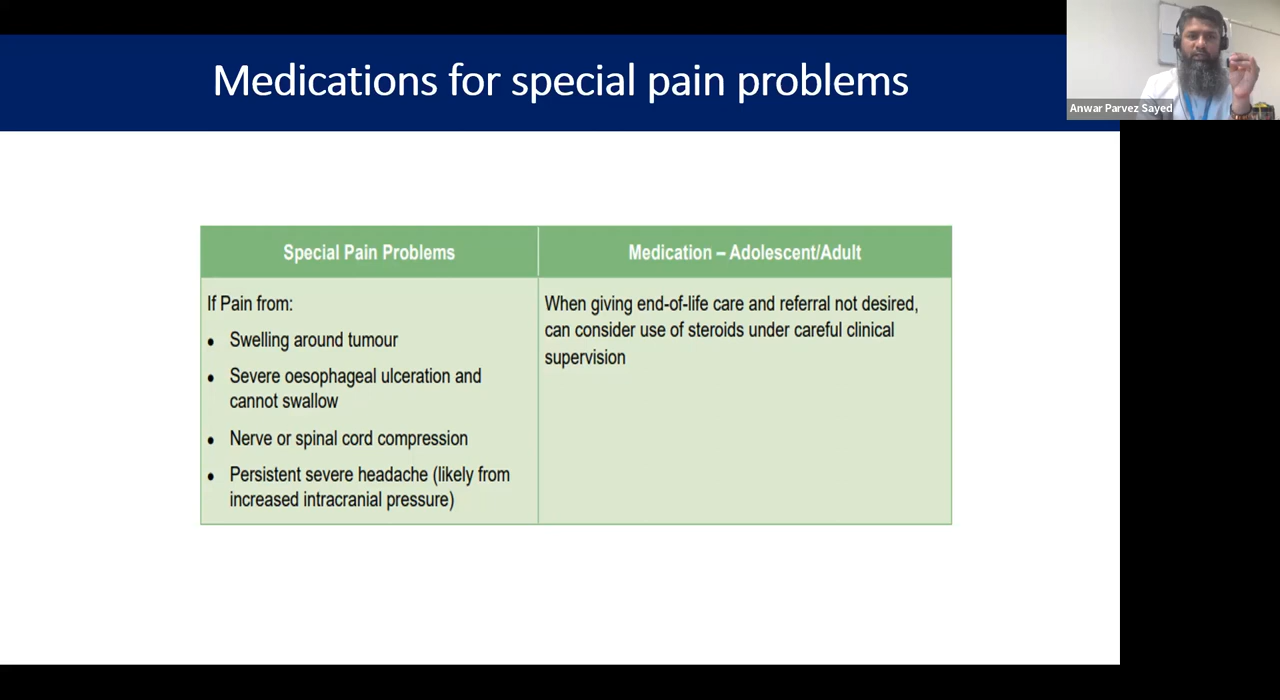 Medications for special pain problems
Anwar Parvez Sayed
Special Pain Problems
Medication – Adolescent/Adult
If Pain from:
• Swelling around tumour
• Severe oesophageal ulceration and
cannot swallow
• Nerve or spinal cord compression
• Persistent severe headache (likely from
increased intracranial pressure)
When giving end-of-life care and referral not desired,
can consider use of steroids under careful clinical
supervision